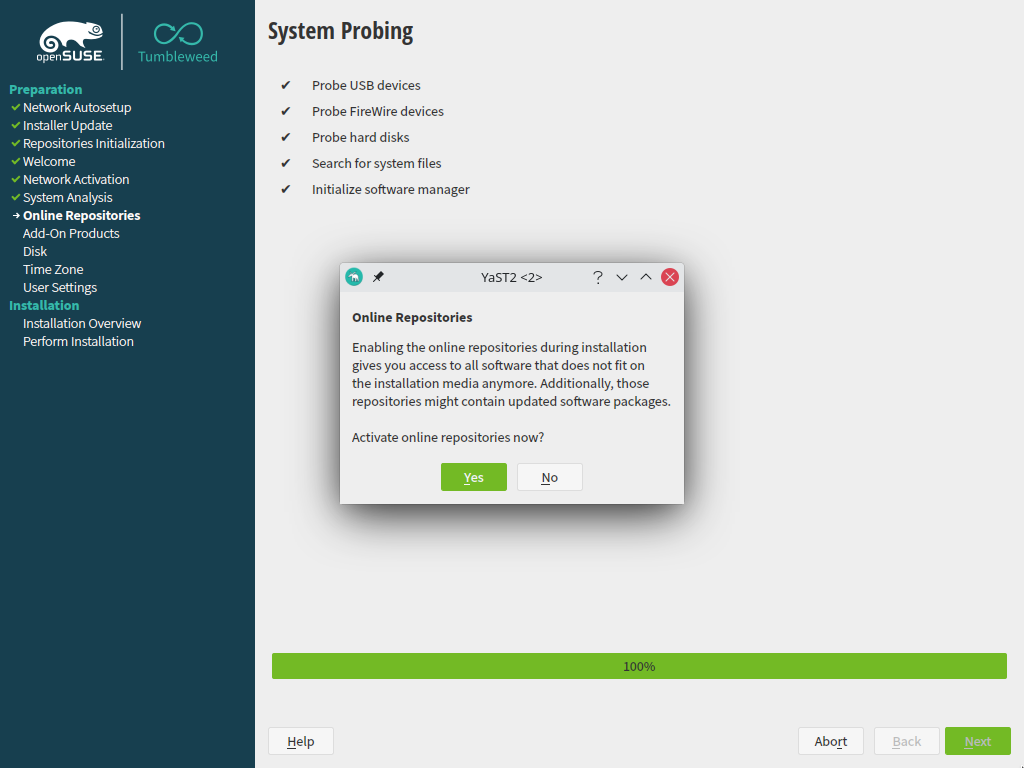 openSUSE
Tumbleweed
Preparation
Network Autosetup
Installer Update
Repositories Initialization
Welcome
Network Activation
System Analysis
Online Repositories
Add-On Products
Disk
Time Zone
User Settings
Installation
Installation Overview
Perform Installation
System Probing
Probe USB devices
Probe FireWire devices
Probe hard disks
Search for system files
Initialize software manager
YaST2 <2>
Online Repositories
Enabling the online repositories during installation
gives you access to all software that does not fit on
the installation media anymore. Additionally, those
repositories might contain updated software packages.
Activate online repositories now?
Yes No
100%
Help Abort Back Next